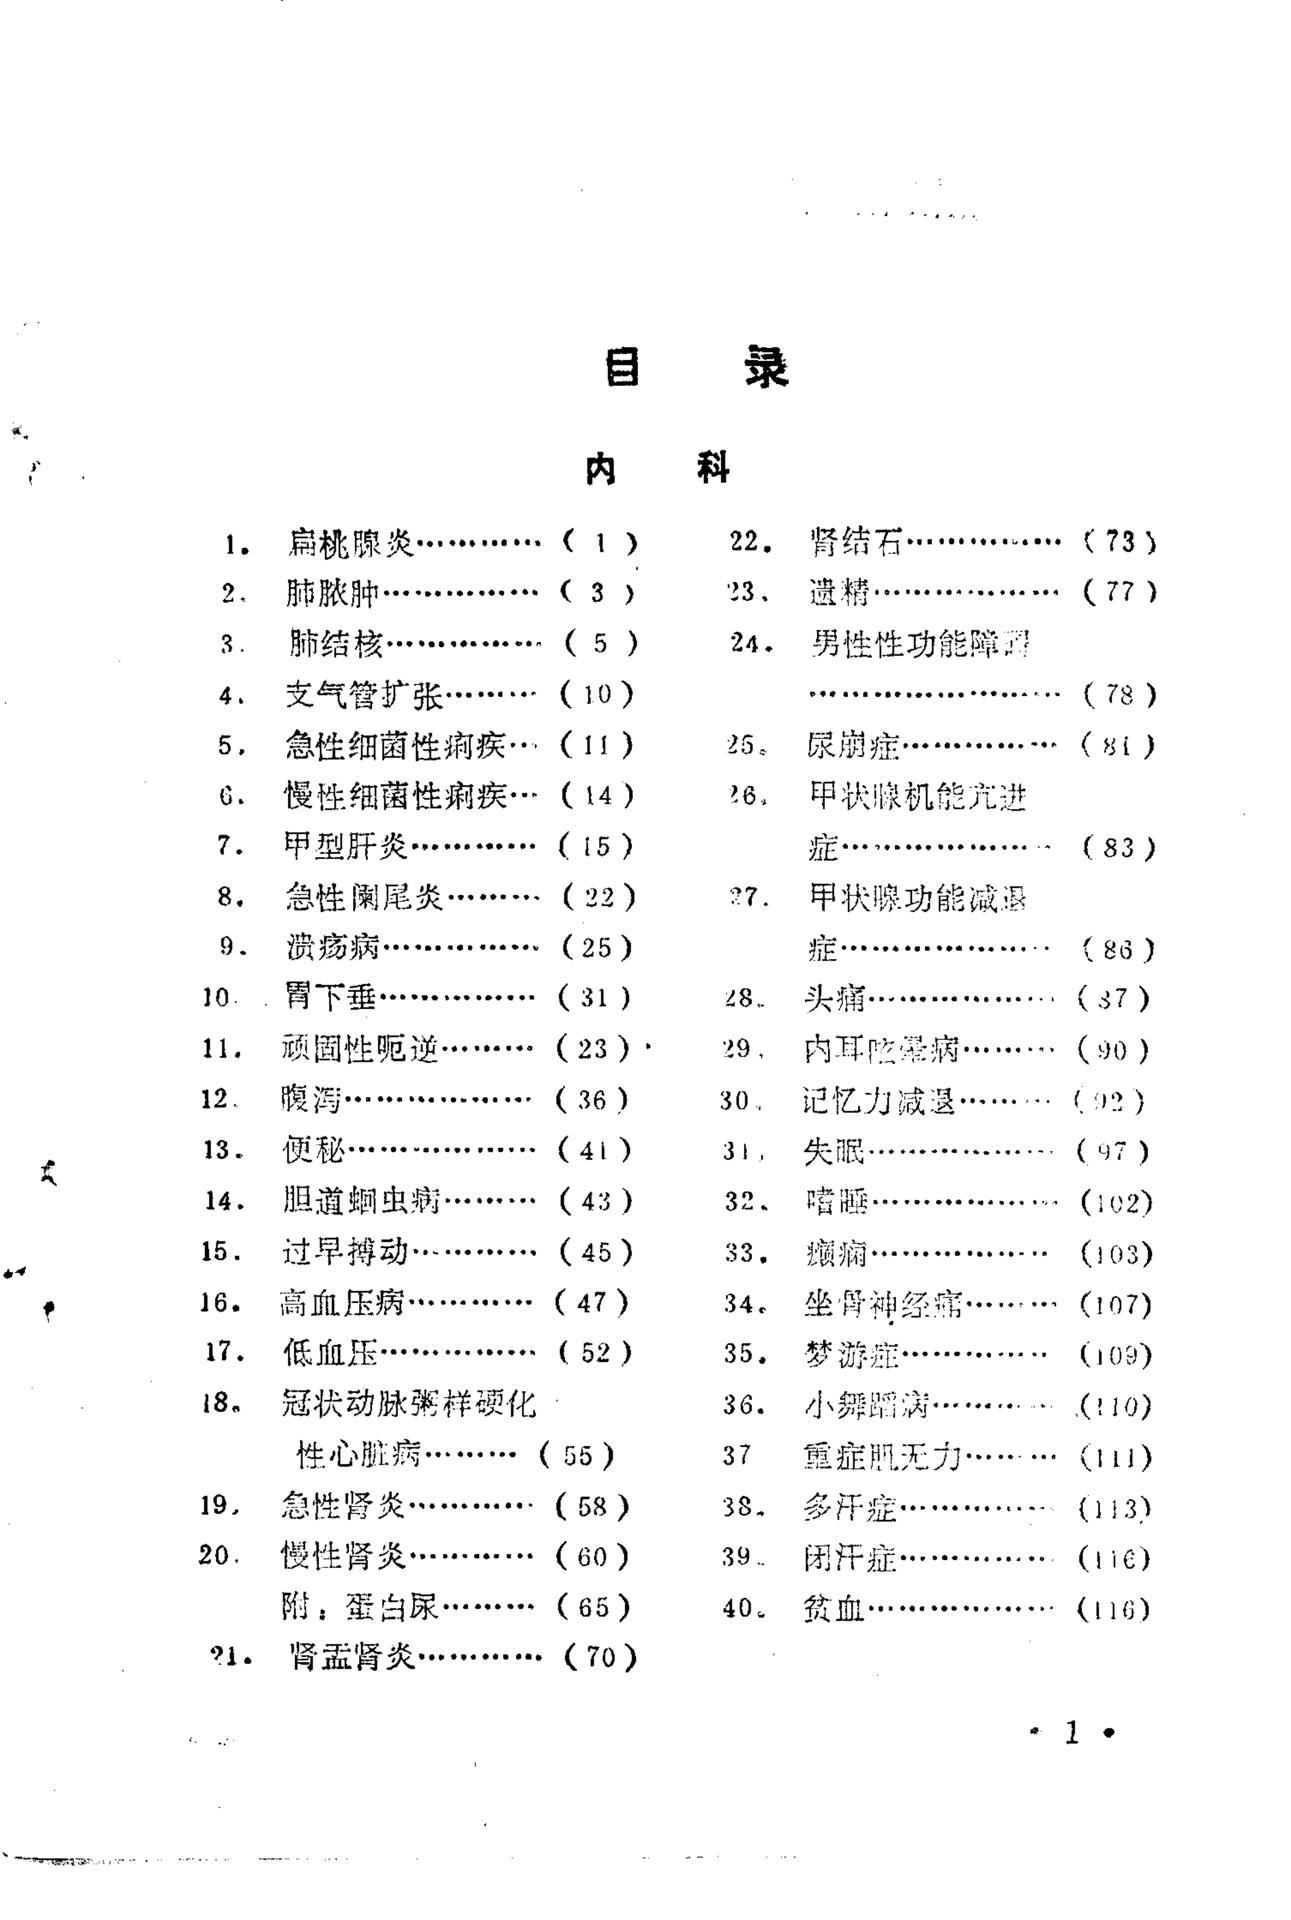 目 录
内 科
1. 扁桃腺炎…………( 1 )
2. 肺脓肿……………( 3 )
3. 肺结核……………( 5 )
4. 支气管扩张………(10)
5. 急性细菌性痢疾…(11)
6. 慢性细菌性痢疾…(14)
7. 甲型肝炎…………(15)
8. 急性阑尾炎………(22)
9. 溃疡病……………(25)
10. 胃下垂……………(31)
11. 顽固性呃逆………(23)
12. 腹泻………………(36)
13. 便秘………………(41)
14. 胆道蛔虫病………(43)
15. 过早搏动…………(45)
16. 高血压病…………(47)
17. 低血压……………(52)
18. 冠状动脉粥样硬化
性心脏病………(55)
19. 急性肾炎…………(58)
20. 慢性肾炎…………(60)
附：蛋白尿………(65)
21. 肾盂肾炎…………(70)
22. 肾结石……………(73)
23. 遗精………………(77)
24. 男性性功能障碍
……………………(78)
25. 尿崩症……………(81)
26. 甲状腺机能亢进
症…………………(83)
27. 甲状腺功能减退
症…………………(86)
28. 头痛………………(87)
29. 内耳眩晕病………(90)
30. 记忆力减退………(92)
31. 失眠………………(97)
32. 嗜睡………………(102)
33. 癫痫………………(103)
34. 坐骨神经痛………(107)
35. 梦游症……………(109)
36. 小舞蹈病…………(110)
37 重症肌无力………(111)
38. 多汗症……………(113)
39. 闭汗症……………(116)
40. 贫血………………(116)
• 1 •